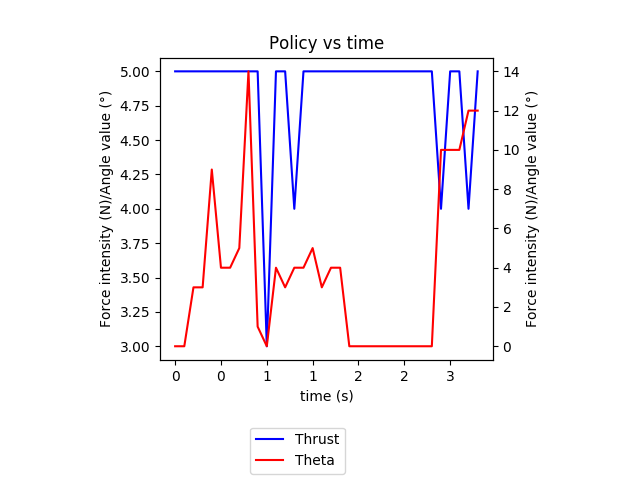 Policy vs time
Force intensity (N)/Angle value (°)
5.00
4.75
4.50
4.25
4.00
3.75
3.50
3.25
3.00
14
12
10
8
6
4
2
0
Force intensity (N)/Angle value (°)
0 0 1 1 2 2 3
time (s)
Thrust
Theta